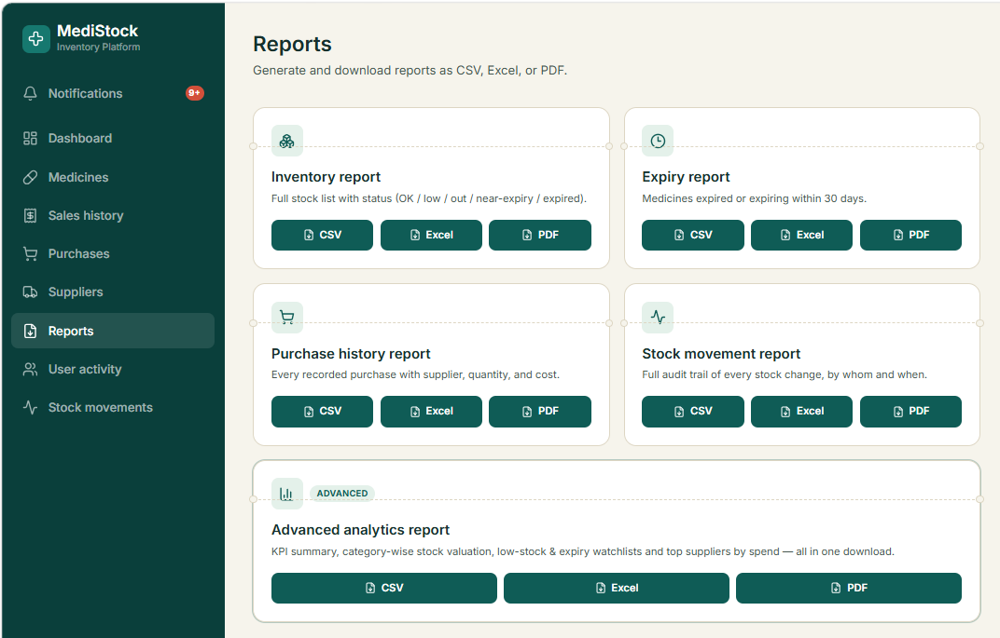 MediStock
Inventory Platform
Notifications
9+
Dashboard
Medicines
Sales history
Purchases
Suppliers
Reports
User activity
Stock movements
Reports
Generate and download reports as CSV, Excel, or PDF.
Inventory report
Full stock list with status (OK / low / out / near-expiry / expired).
CSV
Excel
PDF
Expiry report
Medicines expired or expiring within 30 days.
CSV
Excel
PDF
Purchase history report
Every recorded purchase with supplier, quantity, and cost.
CSV
Excel
PDF
Stock movement report
Full audit trail of every stock change, by whom and when.
CSV
Excel
PDF
ADVANCED
Advanced analytics report
KPI summary, category-wise stock valuation, low-stock & expiry watchlists and top suppliers by spend — all in one download.
CSV
Excel
PDF